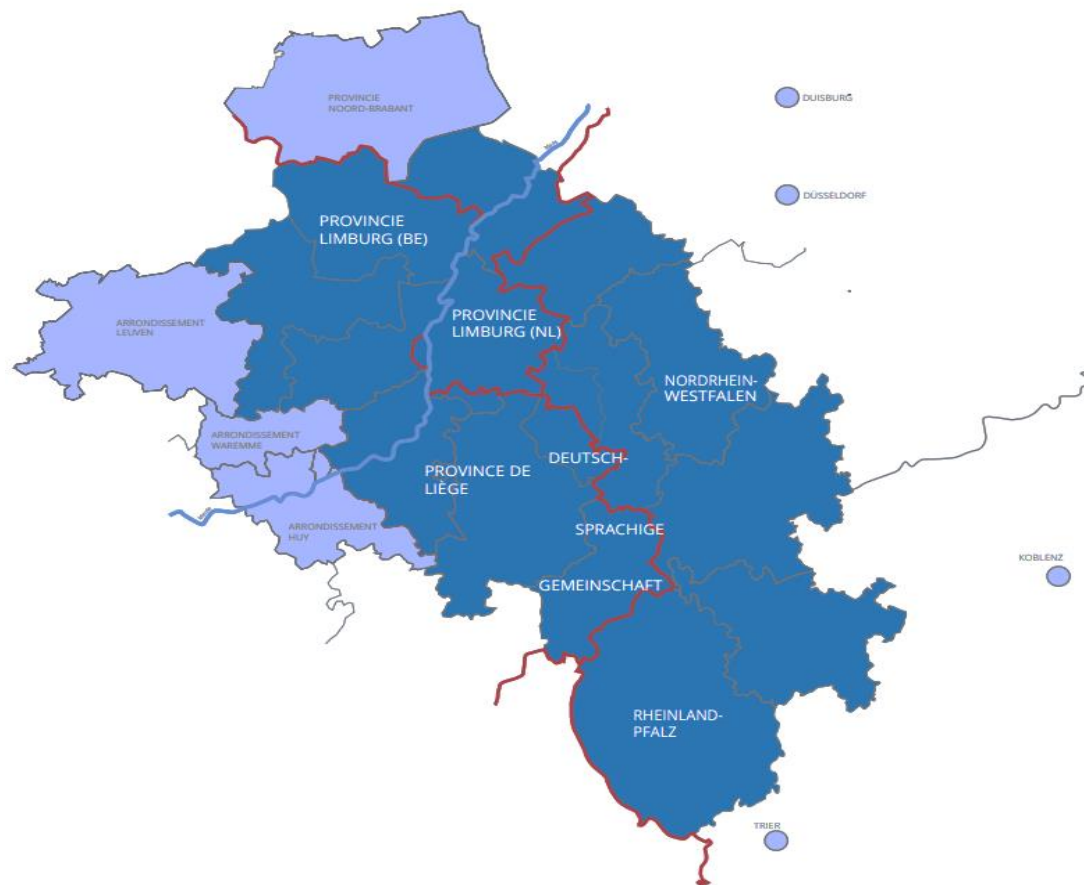 PROVINCIE
NOORD-BRABANT
DUISBURG
DÜSSELDORF
PROVINCIE
LIMBURG (BE)
ARRONDISSEMENT
LEUVEN
PROVINCIE
LIMBURG (NL)
NORDRHEIN-
WESTFALEN
ARRONDISSEMENT
WAREMME
PROVINCE DE
LIÈGE
DEUTSCH-
SPRACHIGE
GEMEINSCHAFT
ARRONDISSEMENT
HUY
KOBLENZ
RHEINLAND-
PFALZ
TRIER